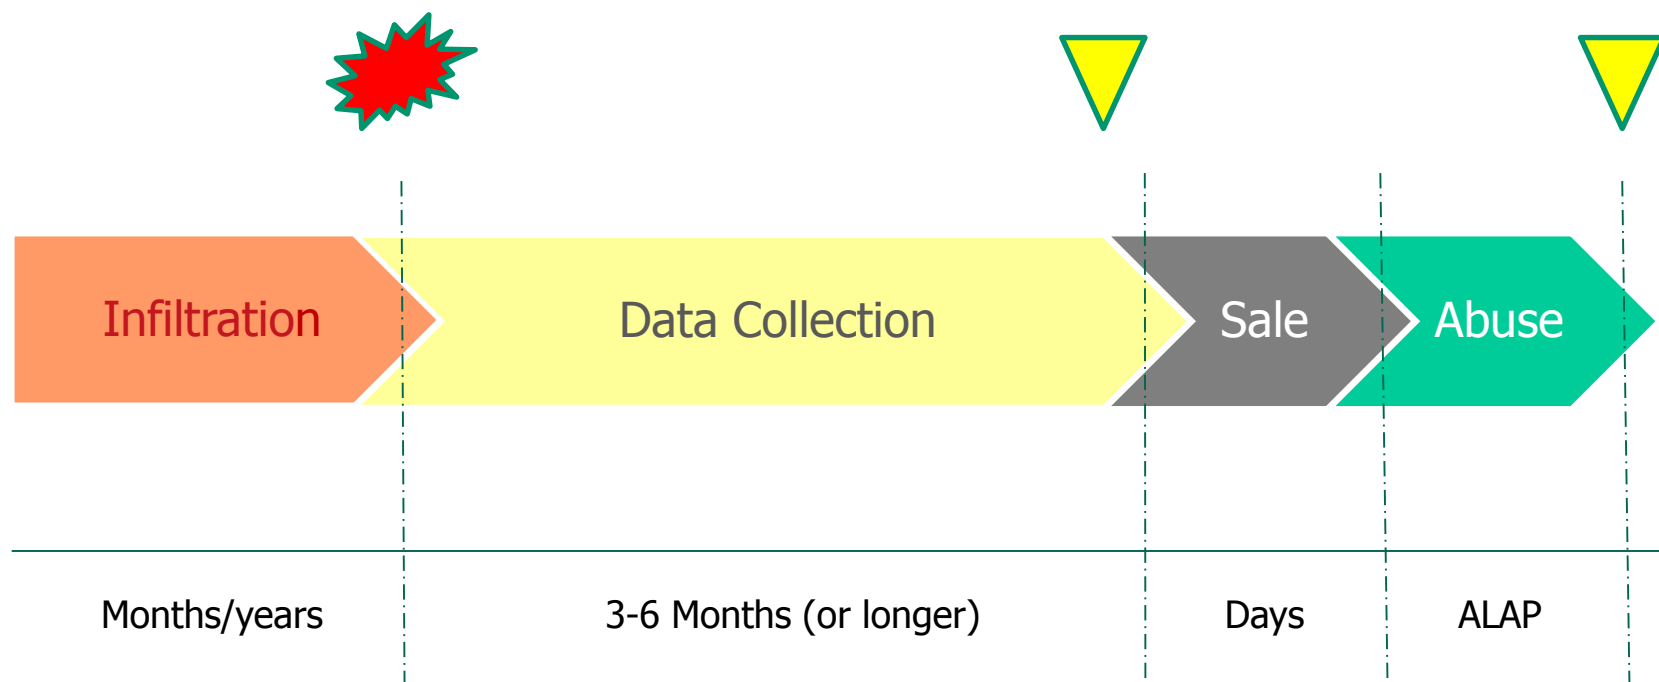 Infiltration
Data Collection
Sale
Abuse
Months/years
3-6 Months (or longer)
Days
ALAP